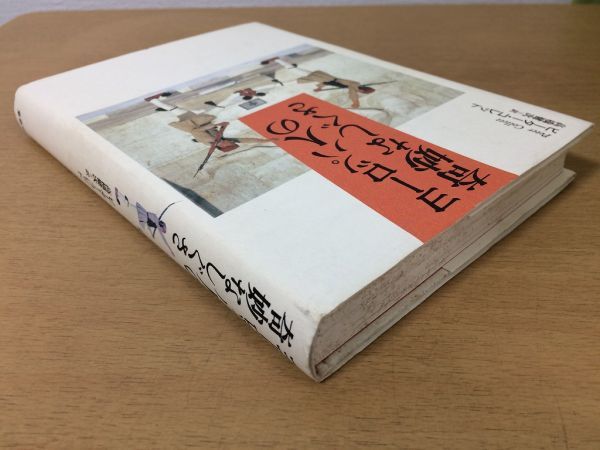 ヨーロッパ人の
奇妙なしぐさ
Peter Collett
ピーター・コレット
奇妙なしぐさ